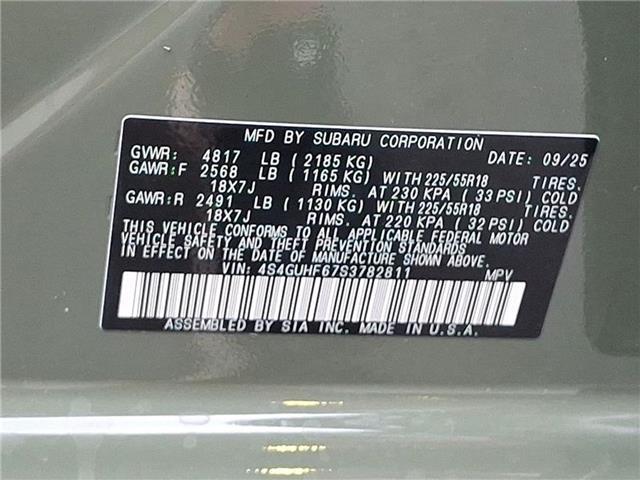 MFD BY SUBARU CORPORATION
GVWR: 4817 LB ( 2185 KG) DATE: 09/25
GAWR:F 2568 LB ( 1165 KG) WITH 225/55R18 TIRES.
18X7J RIMS. AT 230 KPA ( 33 PSI) COLD
GAWR:R 2491 LB ( 1130 KG) WITH 225/55R18 TIRES.
18X7J RIMS. AT 220 KPA ( 32 PSI) COLD
THIS VEHICLE CONFORMS TO ALL APPLICABLE FEDERAL MOTOR
VEHICLE SAFETY AND THEFT PREVENTION STANDARDS
IN EFFECT ON THE DATE OF MANUFACTURE SHOWN ABOVE.
VIN: 4S4GUHF67S3782811 MPV
ASSEMBLED BY SIA INC. MADE IN U.S.A.